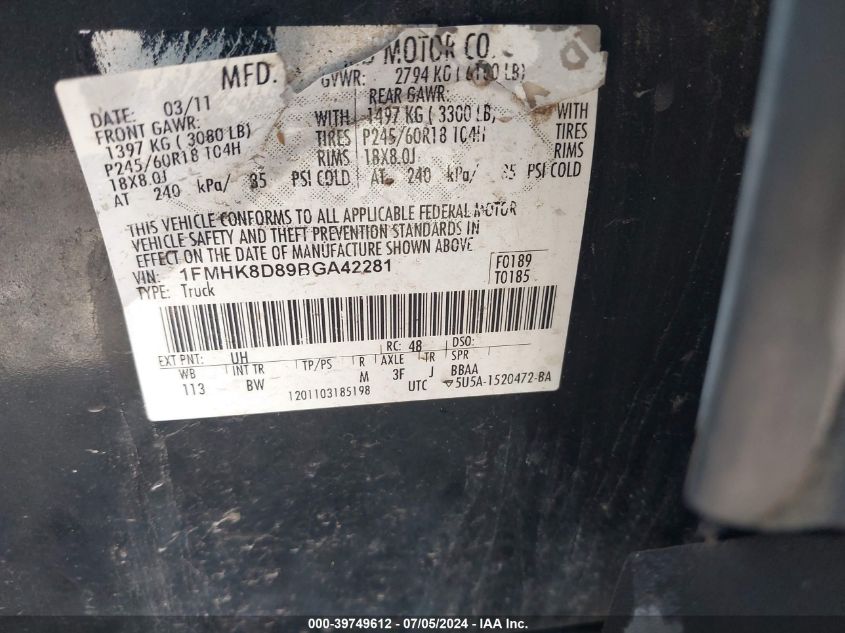 MFD. MOTOR CO.
DATE: 03/11 GVWR: 2794 KG ( 6160 LB)
FRONT GAWR: REAR GAWR:
1397 KG ( 3080 LB) WITH 1497 KG ( 3300 LB) WITH
P245/60R18 104H TIRES P245/60R18 104H TIRES
18X8.0J RIMS 18X8.0J RIMS
AT 240 kPa/ 35 PSI COLD AT 240 kPa/ 35 PSI COLD
THIS VEHICLE CONFORMS TO ALL APPLICABLE FEDERAL MOTOR
VEHICLE SAFETY AND THEFT PREVENTION STANDARDS IN
EFFECT ON THE DATE OF MANUFACTURE SHOWN ABOVE
VIN: 1FMHK8D89BGA42281 F0189
TYPE: Truck T0185
EXT PNT: UH RC: 48 DSO:
WB INT TR TP/PS R AXLE TR SPR
113 BW M 3F J BBAA
1201103185198 UTC 5U5A-1520472-BA
000-39749612 / 07/05/2024 / iaai.com